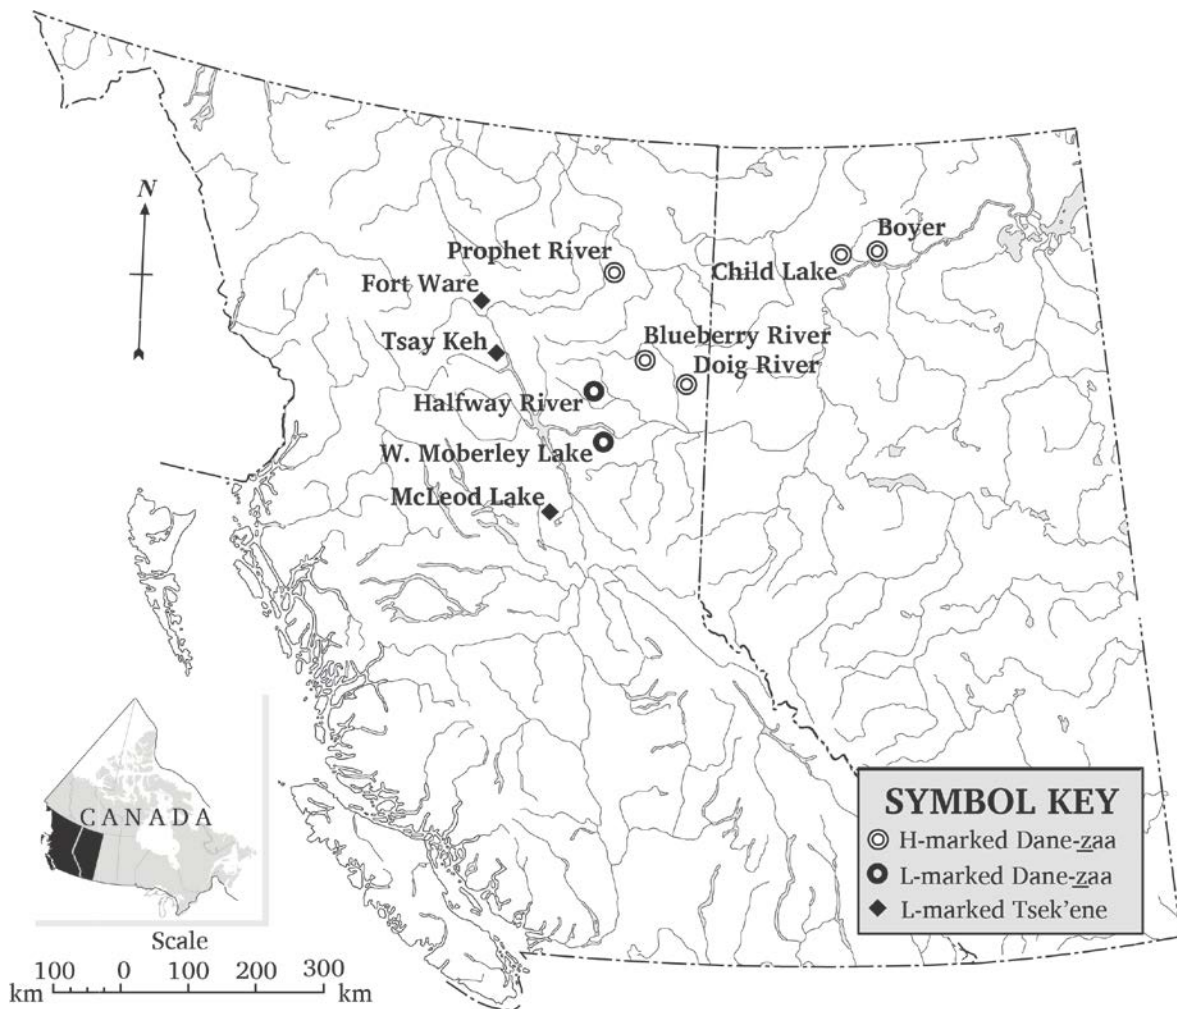 N
Boyer
Prophet River
Child Lake
Fort Ware
Blueberry River
Tsay Keh
Doig River
Halfway River
W. Moberley Lake
McLeod Lake
CANADA
SYMBOL KEY
H-marked Dane-zaa
L-marked Dane-zaa
L-marked Tsek'ene
Scale
100 0 100 200 300
km km